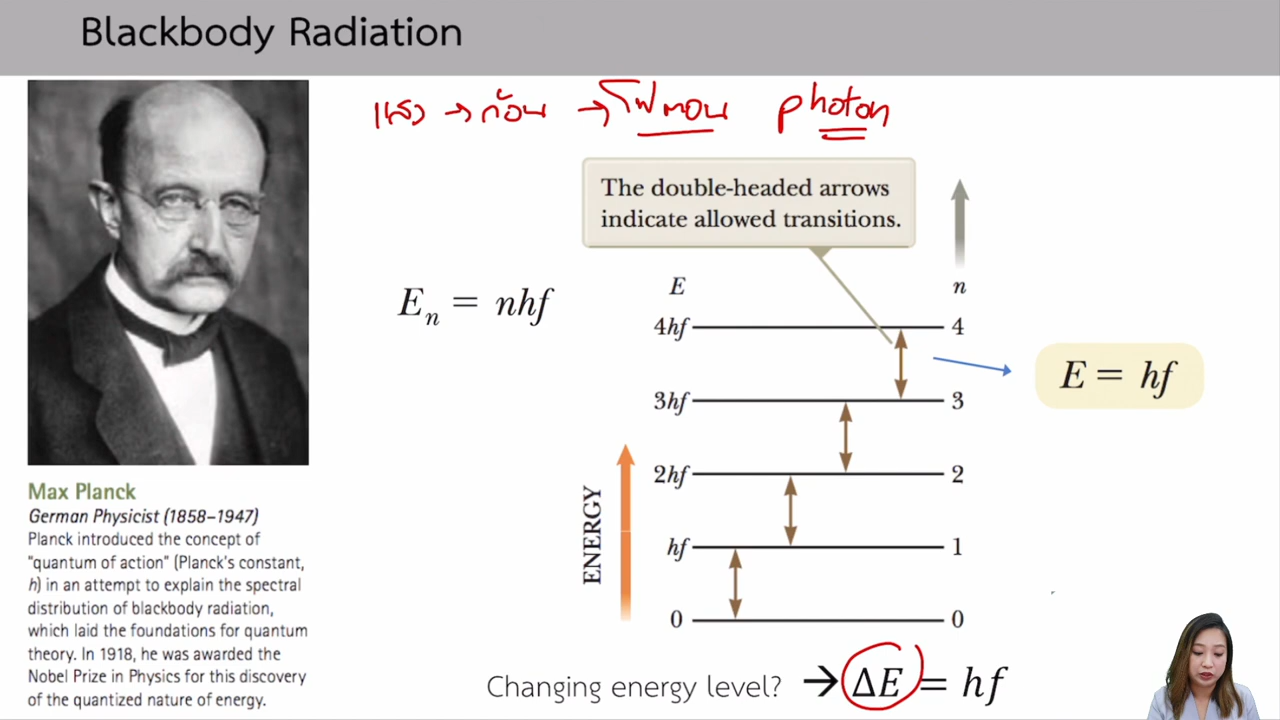 Blackbody Radiation
แสง → ก้อน → โฟตอน photon
The double-headed arrows
indicate allowed transitions.
Eₙ = nhf
E n
4hf 4
3hf 3
2hf 2
hf 1
0 0
ENERGY
E = hf
Changing energy level? → ΔE = hf
Max Planck
German Physicist (1858–1947)
Planck introduced the concept of
"quantum of action" (Planck's constant,
h) in an attempt to explain the spectral
distribution of blackbody radiation,
which laid the foundations for quantum
theory. In 1918, he was awarded the
Nobel Prize in Physics for this discovery
of the quantized nature of energy.